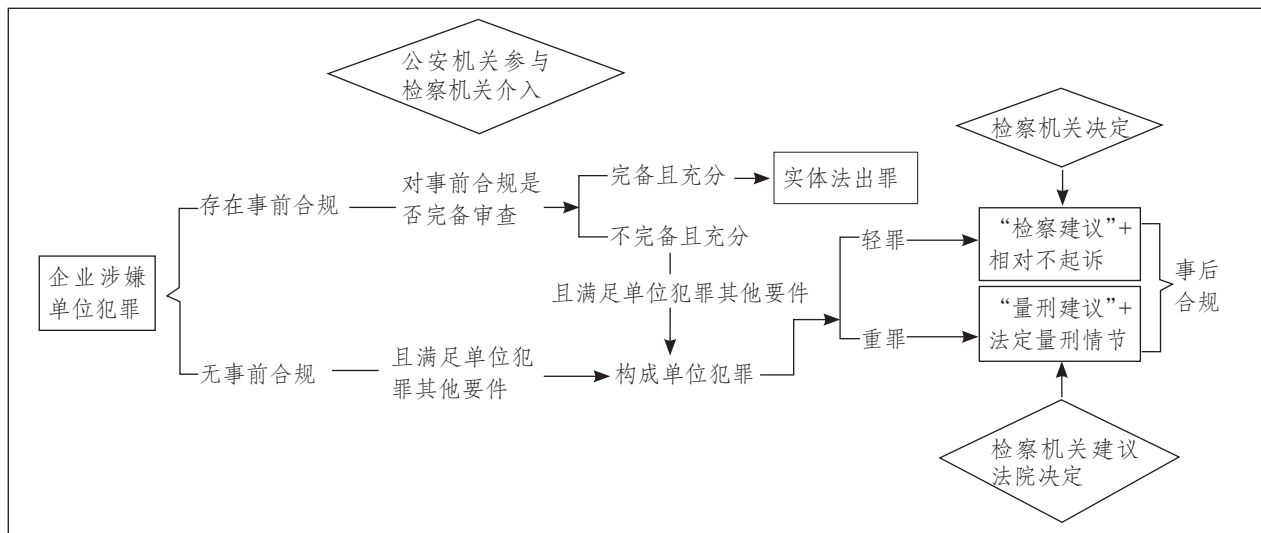 公安机关参与
检察机关介入
检察机关决定
完备且充分
实体法出罪
对事前合规是
否完备审查
存在事前合规
不完备且充分
轻罪
“检察建议”+
相对不起诉
事后
合规
企业涉嫌
单位犯罪
且满足单位犯罪其他要件
“量刑建议”+
法定量刑情节
重罪
无事前合规
且满足单位犯
罪其他要件
构成单位犯罪
检察机关建议
法院决定